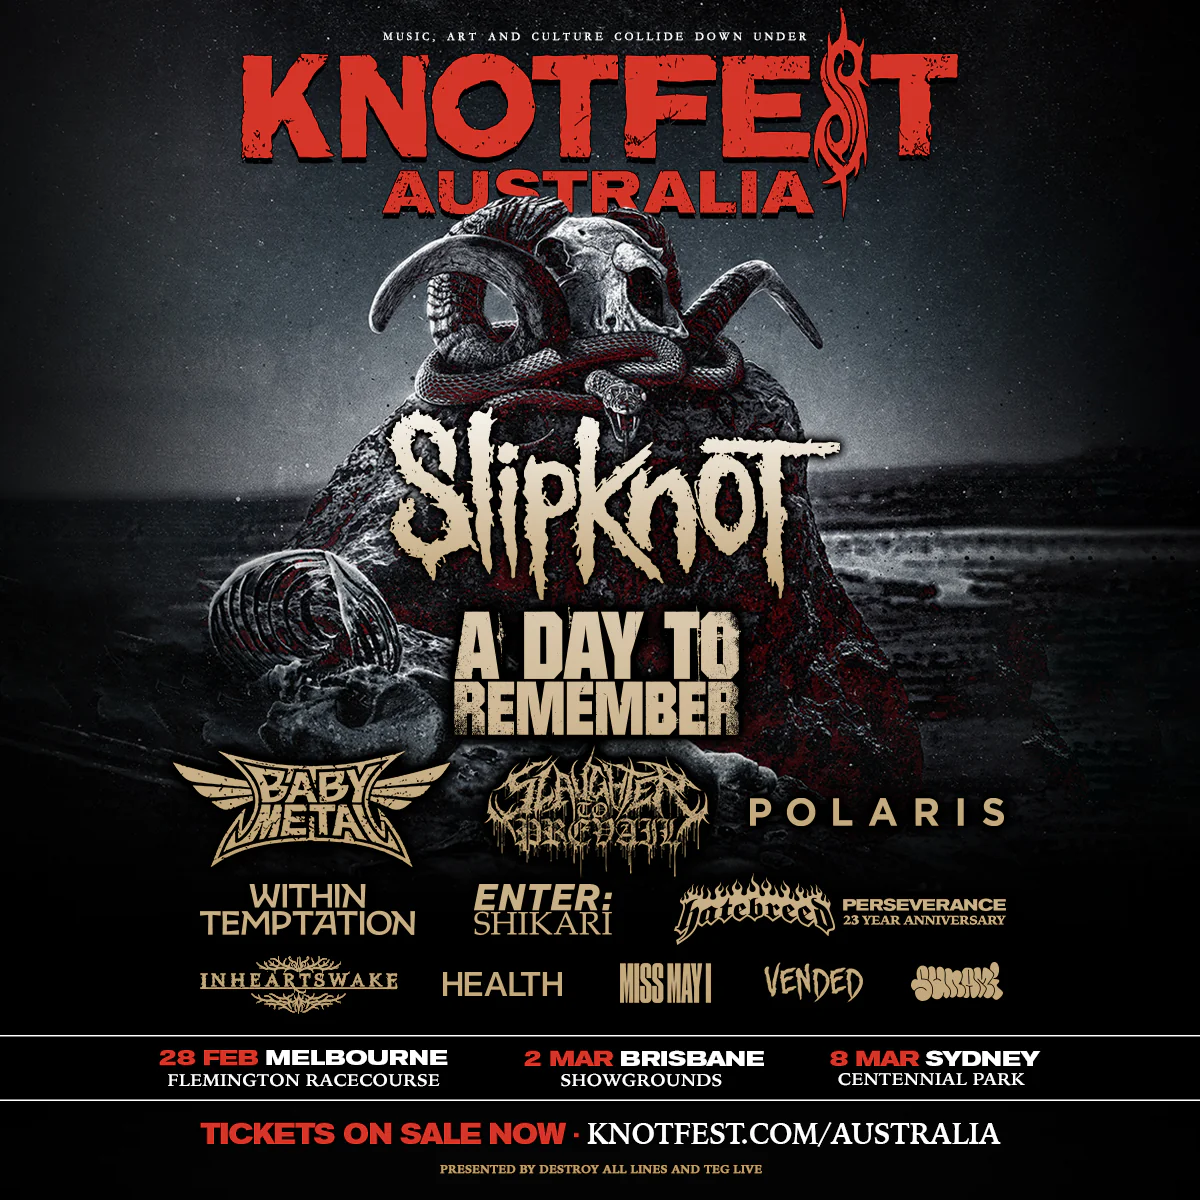 MUSIC, ART AND CULTURE COLLIDE DOWN UNDER
KNOTFEST
AUSTRALIA
SlipknoT
A DAY TO
REMEMBER
BABY
METAL
SLAUGHTER
TO
PREVAIL
POLARIS
WITHIN
TEMPTATION
ENTER:
SHIKARI
hatebreed
PERSEVERANCE
23 YEAR ANNIVERSARY
INHEARTSWAKE
HEALTH
MISS MAY I
VENDED
SUNAMI
28 FEB MELBOURNE
FLEMINGTON RACECOURSE
2 MAR BRISBANE
SHOWGROUNDS
8 MAR SYDNEY
CENTENNIAL PARK
TICKETS ON SALE NOW · KNOTFEST.COM/AUSTRALIA
PRESENTED BY DESTROY ALL LINES AND TEG LIVE